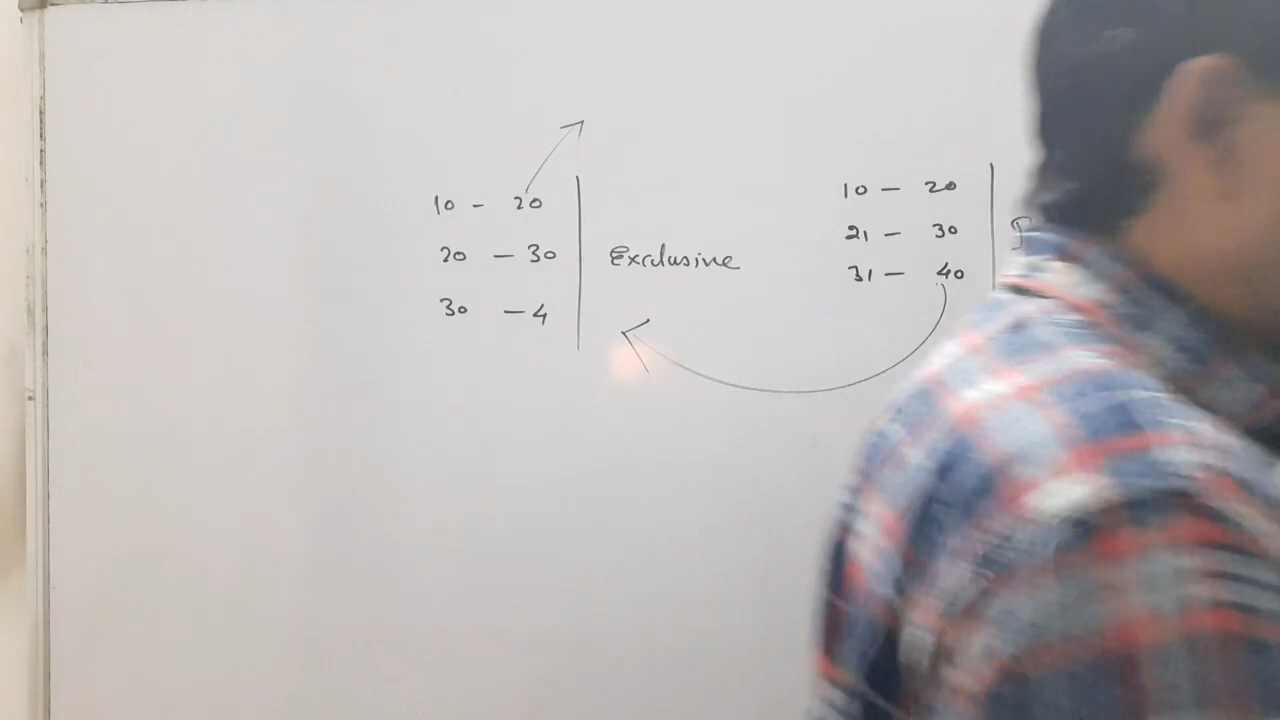 10 - 20
20 - 30
30 - 4
Exclusive
10 - 20
21 - 30
31 - 40